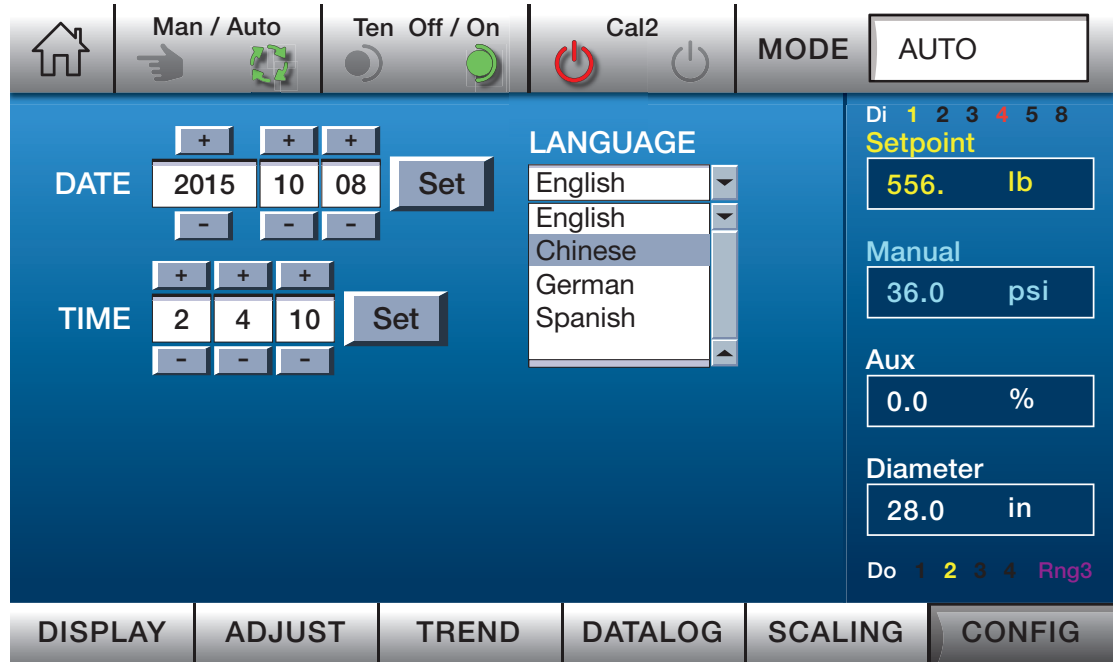 Man / Auto
Ten Off / On
Cal2
MODE
AUTO
DATE
+ + +
2015 10 08
Set
- - -
TIME
+ + +
2 4 10
Set
- - -
LANGUAGE
English
English
Chinese
German
Spanish
Di 1 2 3 4 5 8
Setpoint
556. lb
Manual
36.0 psi
Aux
0.0 %
Diameter
28.0 in
Do 1 2 3 4 Rng3
DISPLAY
ADJUST
TREND
DATALOG
SCALING
CONFIG